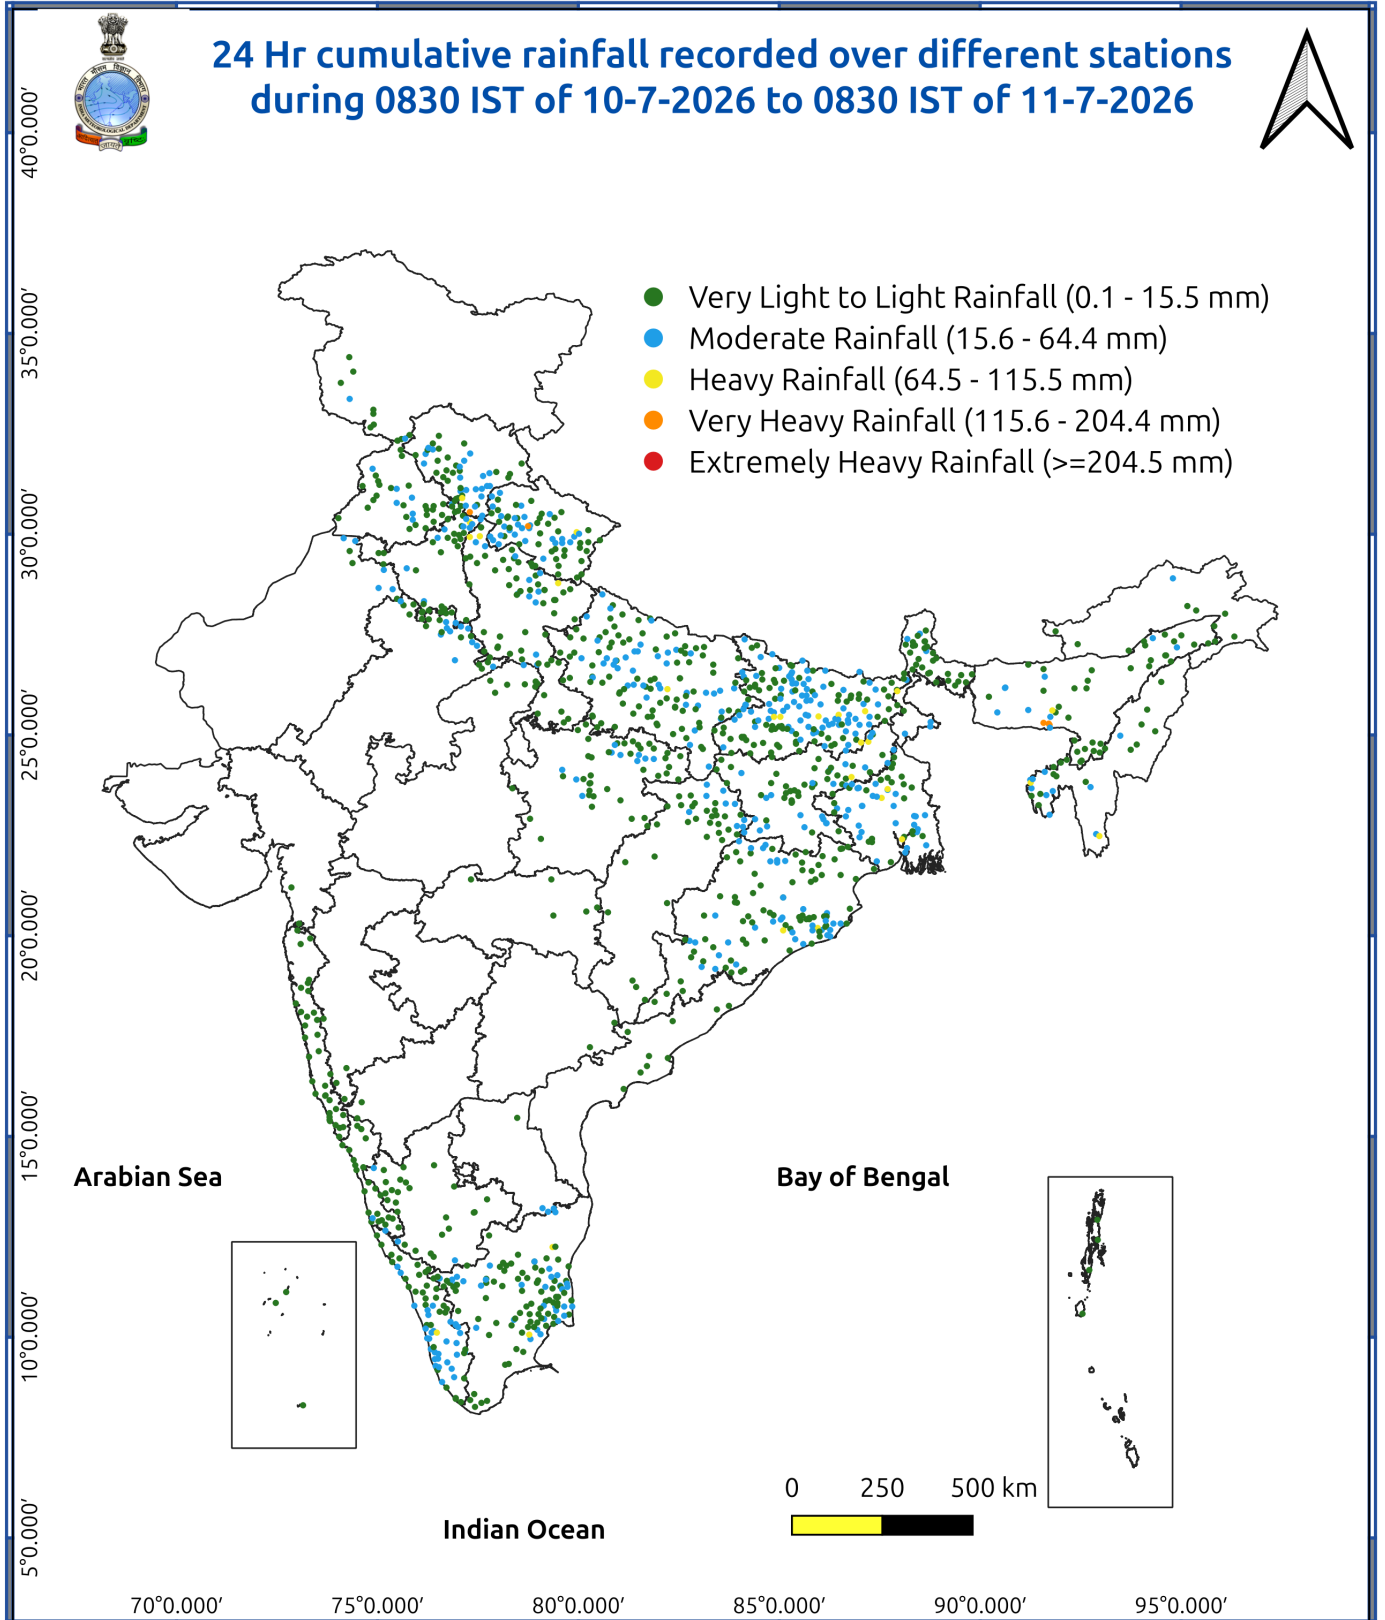 24 Hr cumulative rainfall recorded over different stations
during 0830 IST of 10-7-2026 to 0830 IST of 11-7-2026
Very Light to Light Rainfall (0.1 - 15.5 mm)
Moderate Rainfall (15.6 - 64.4 mm)
Heavy Rainfall (64.5 - 115.5 mm)
Very Heavy Rainfall (115.6 - 204.4 mm)
Extremely Heavy Rainfall (>=204.5 mm)
40°0.000′
35°0.000′
30°0.000′
25°0.000′
20°0.000′
15°0.000′
10°0.000′
5°0.000′
Arabian Sea
Bay of Bengal
Indian Ocean
0 250 500 km
70°0.000′ 75°0.000′ 80°0.000′ 85°0.000′ 90°0.000′ 95°0.000′